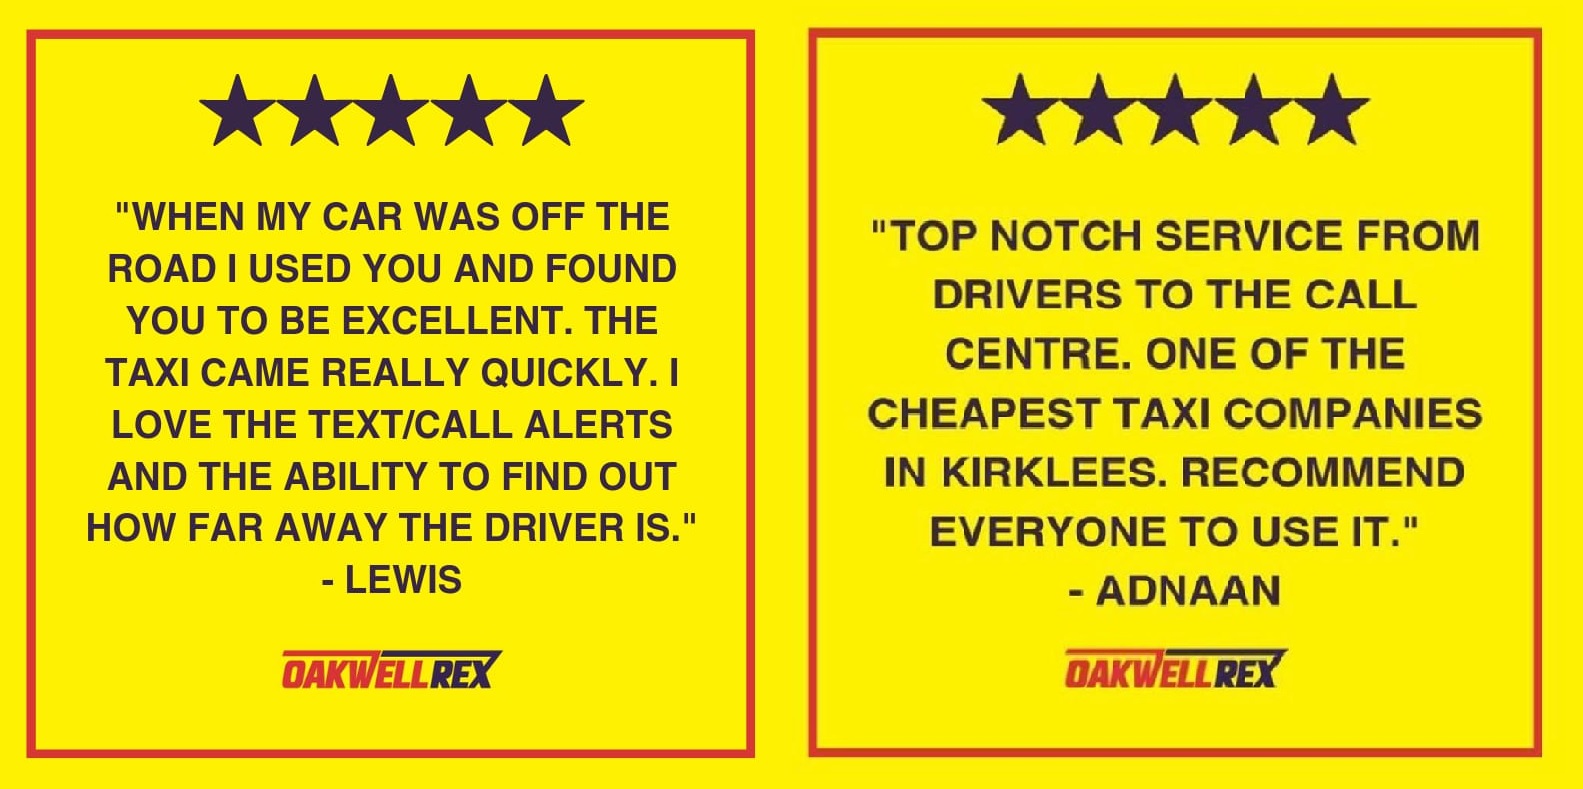 "WHEN MY CAR WAS OFF THE
ROAD I USED YOU AND FOUND
YOU TO BE EXCELLENT. THE
TAXI CAME REALLY QUICKLY. I
LOVE THE TEXT/CALL ALERTS
AND THE ABILITY TO FIND OUT
HOW FAR AWAY THE DRIVER IS."
- LEWIS
OAKWELLREX
"TOP NOTCH SERVICE FROM
DRIVERS TO THE CALL
CENTRE. ONE OF THE
CHEAPEST TAXI COMPANIES
IN KIRKLEES. RECOMMEND
EVERYONE TO USE IT."
- ADNAAN
OAKWELLREX